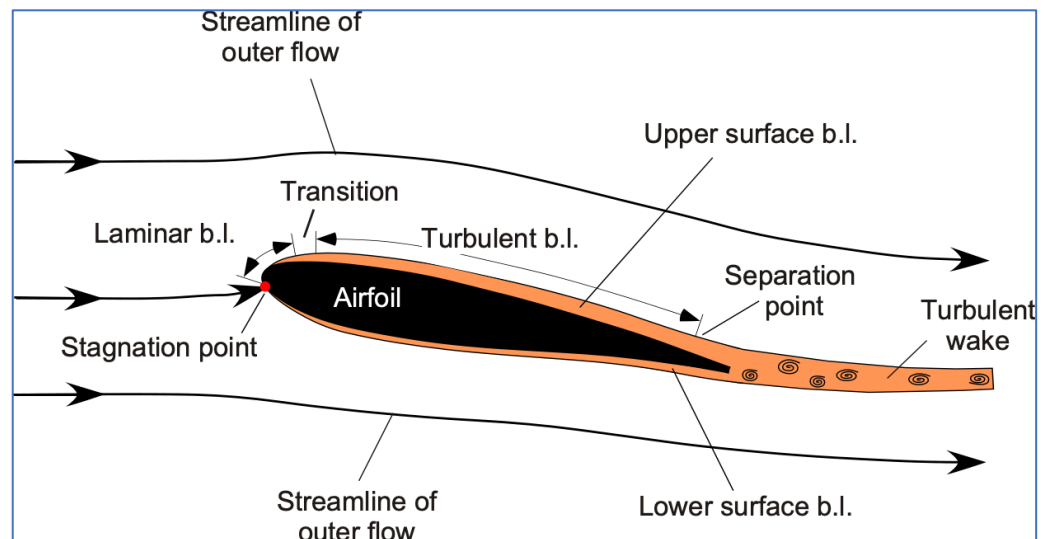 Streamline of
outer flow
Upper surface b.l.
Transition
Laminar b.l.
Turbulent b.l.
Separation
point
Airfoil
Turbulent
wake
Stagnation point
Streamline of
outer flow
Lower surface b.l.